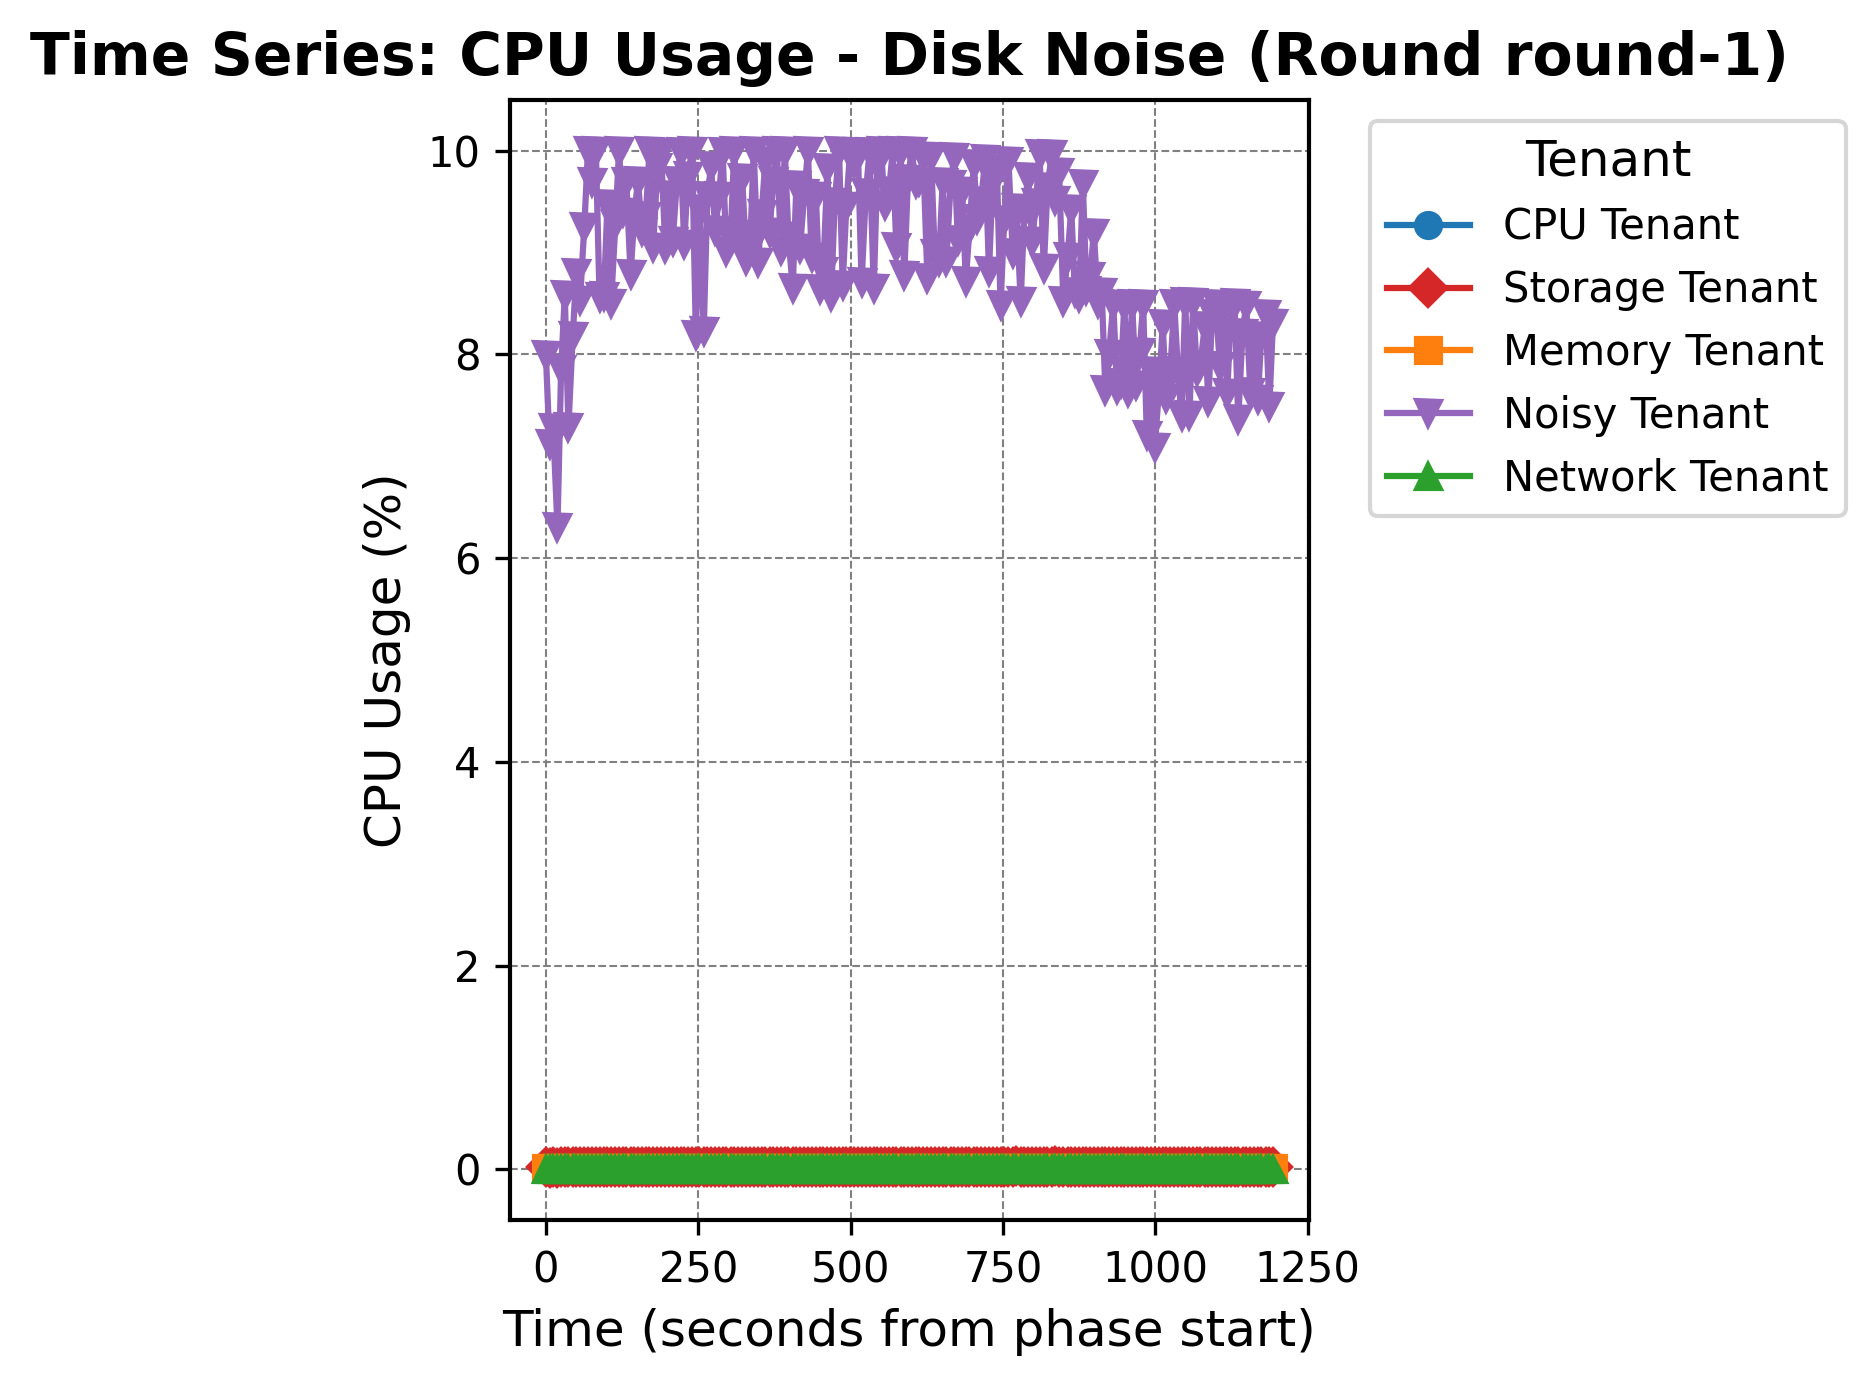 Time Series: CPU Usage - Disk Noise (Round round-1)
CPU Usage (%)
10
8
6
4
2
0
0 250 500 750 1000 1250
Time (seconds from phase start)
Tenant
CPU Tenant
Storage Tenant
Memory Tenant
Noisy Tenant
Network Tenant